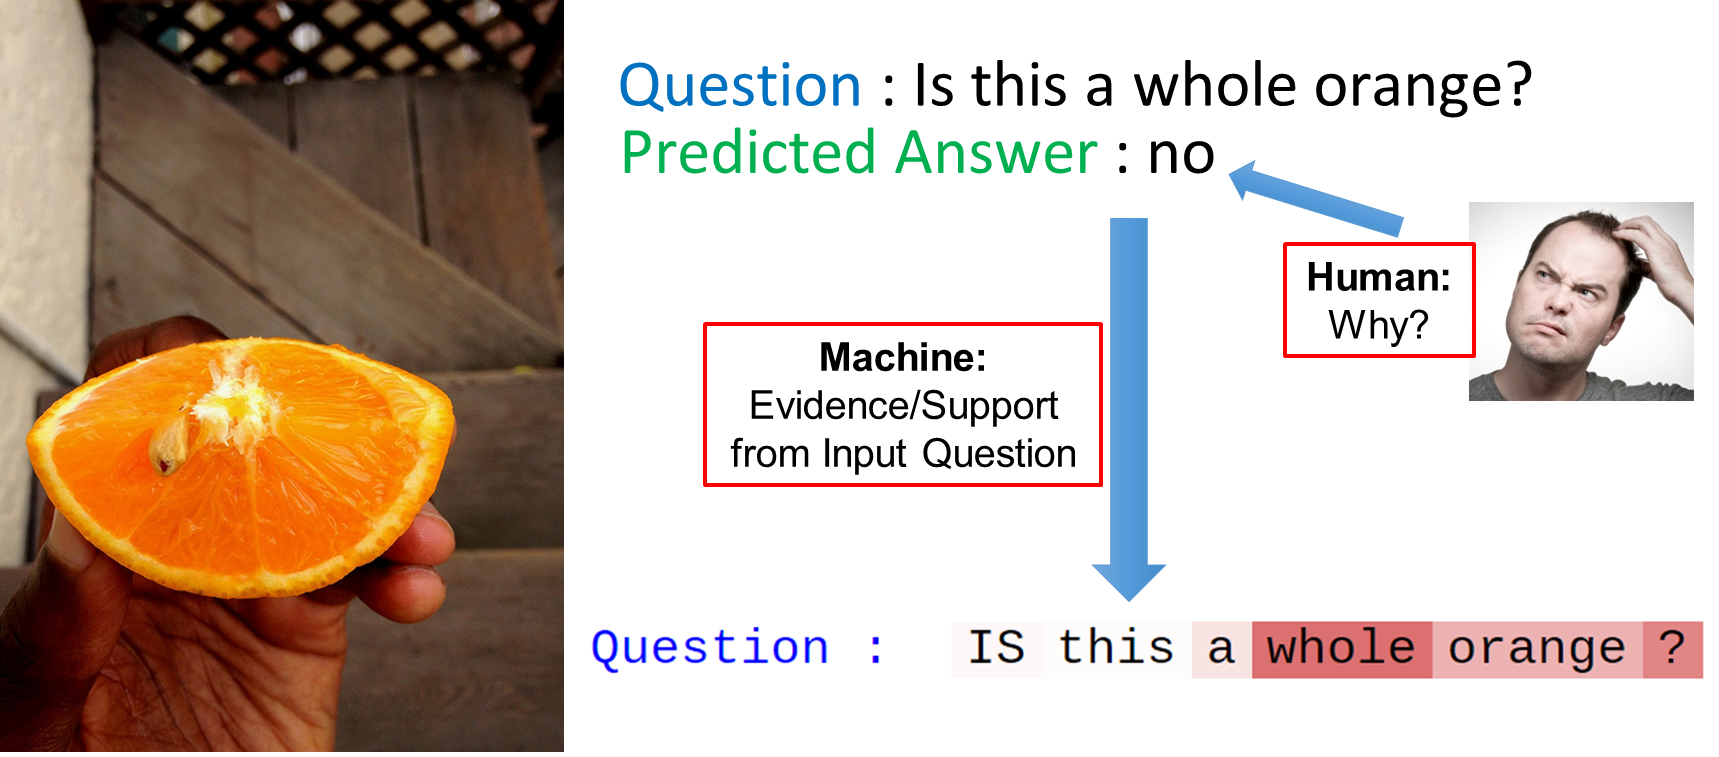 Question : Is this a whole orange?
Predicted Answer : no
Human:
Why?
Machine:
Evidence/Support
from Input Question
Question : IS this a whole orange ?